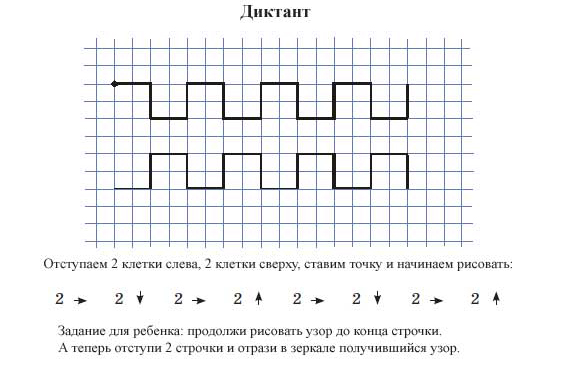 Диктант
Отступаем 2 клетки слева, 2 клетки сверху, ставим точку и начинаем рисовать:
2 → 2 ↓ 2 → 2 ↑ 2 → 2 ↓ 2 → 2 ↑
Задание для ребенка: продолжи рисовать узор до конца строчки.
А теперь отступи 2 строчки и отрази в зеркале получившийся узор.